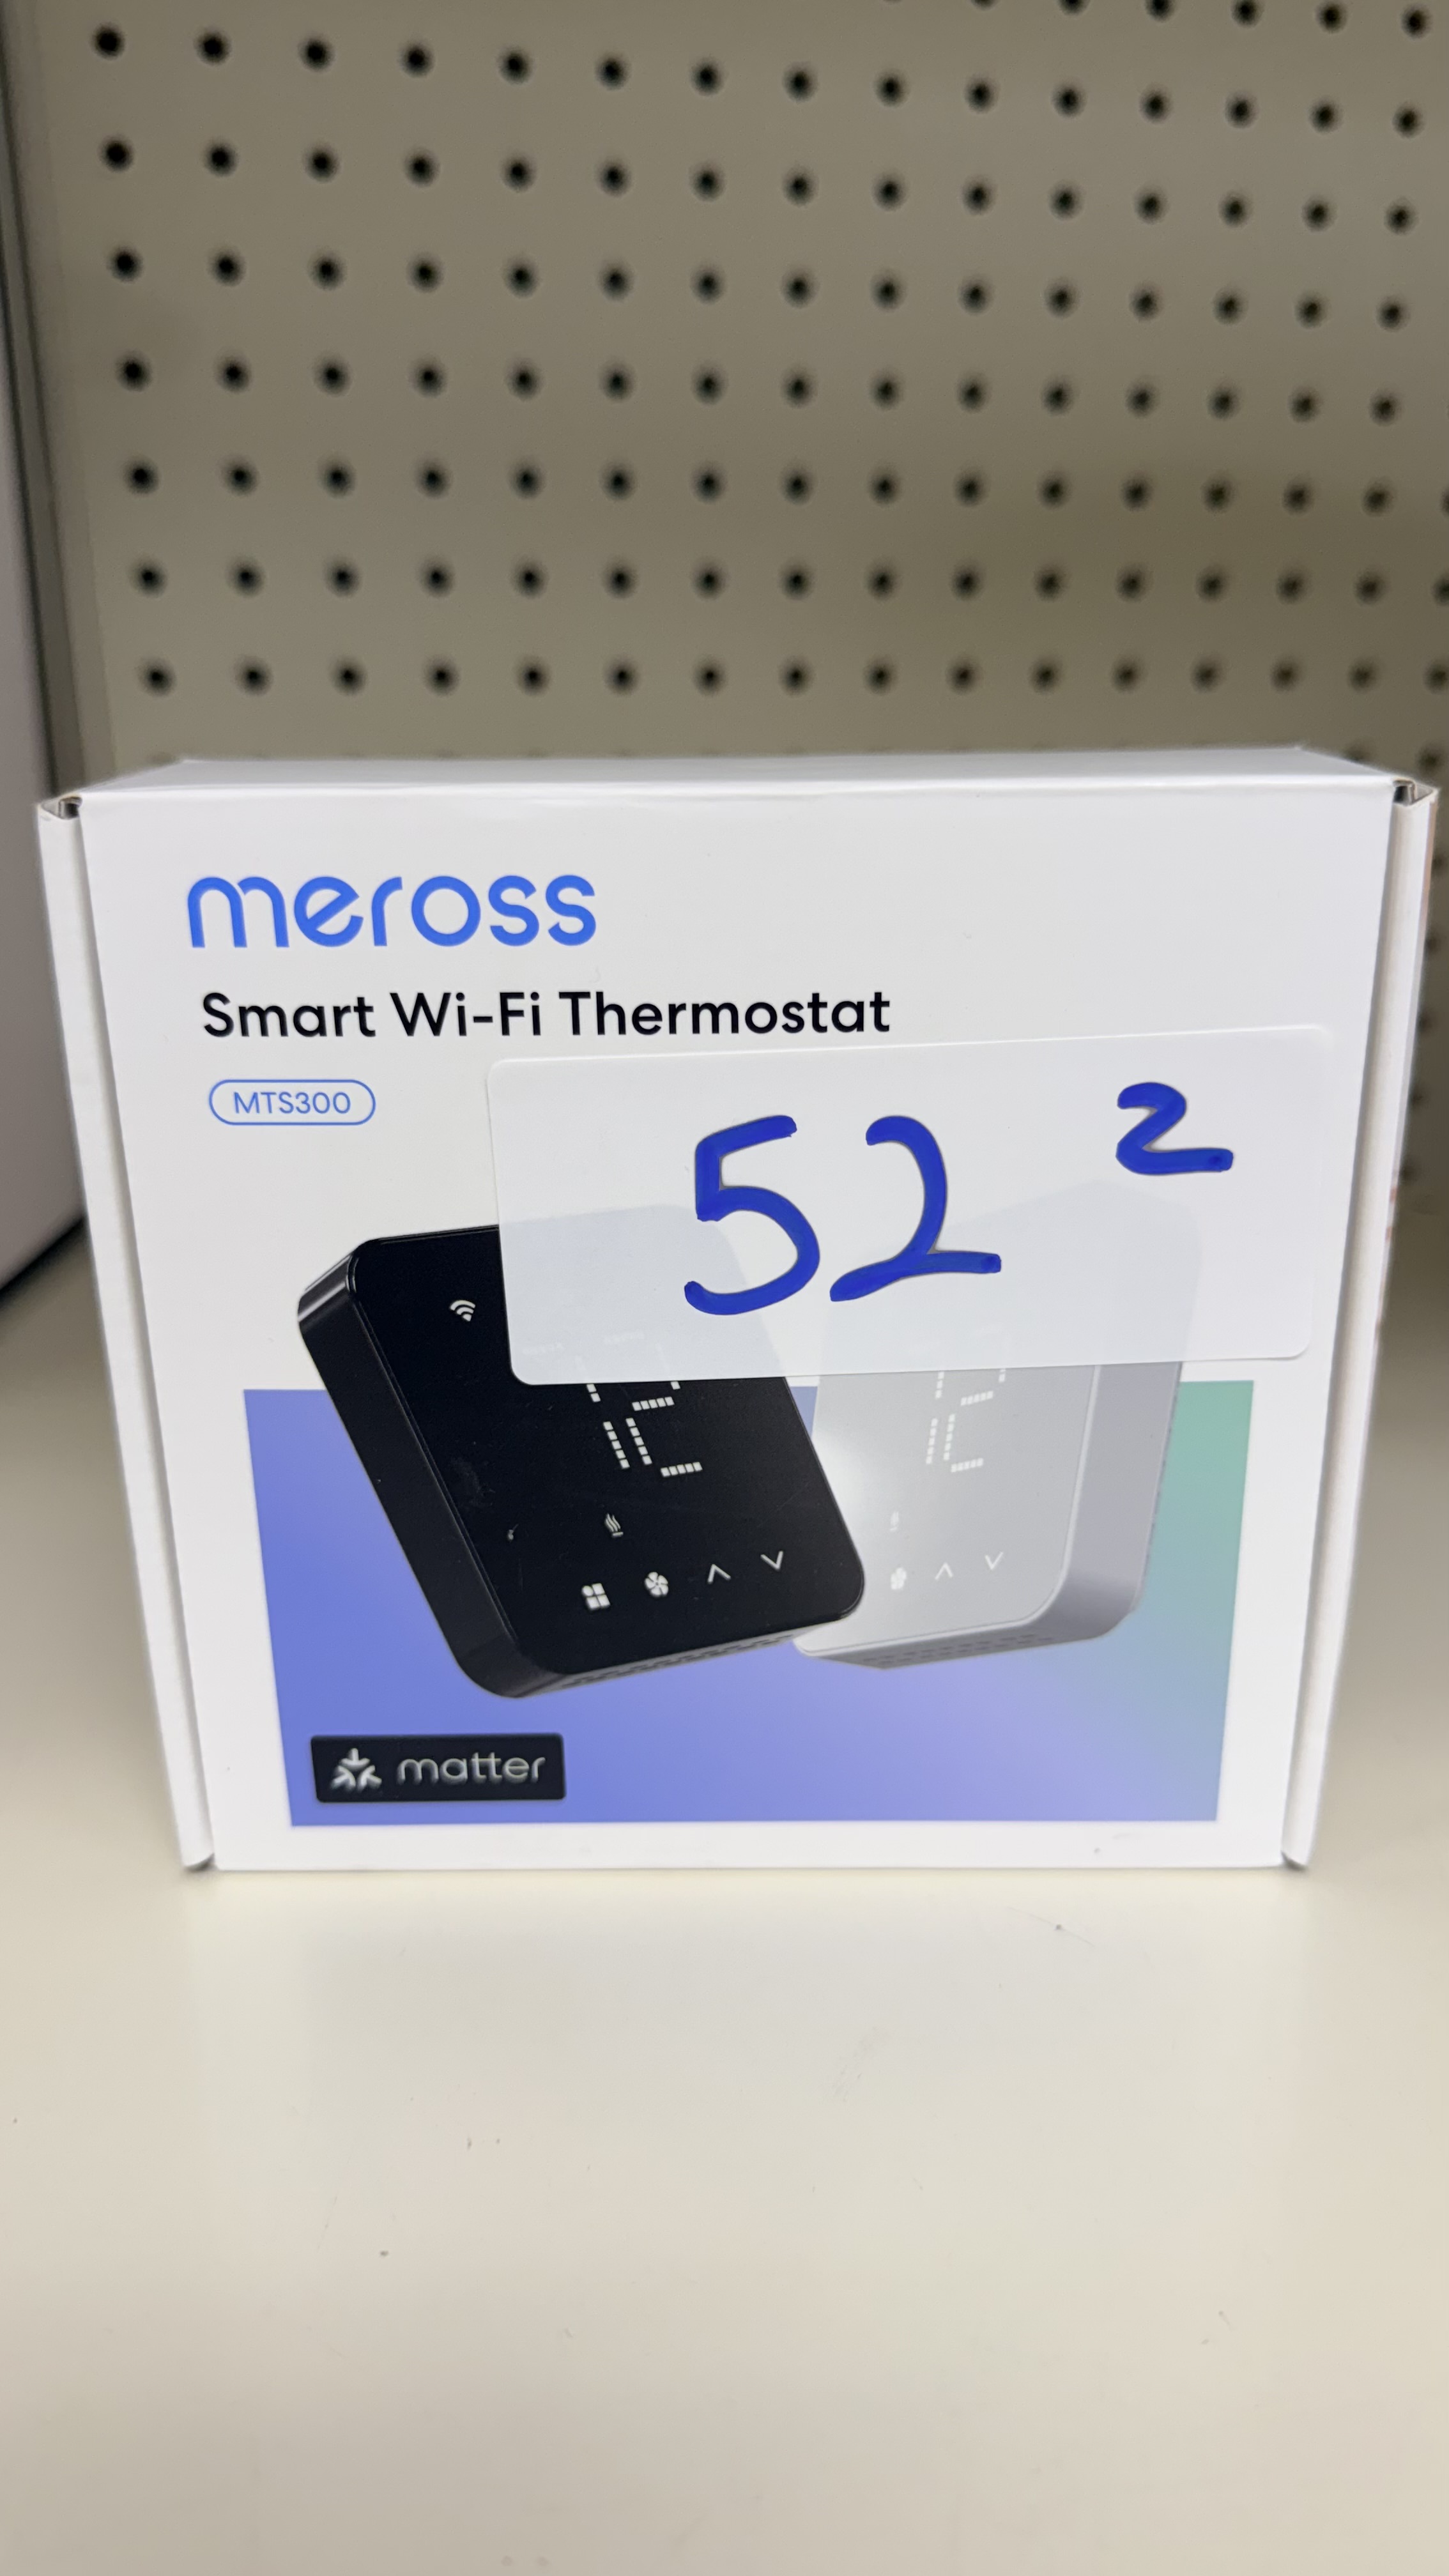 meross
Smart Wi-Fi Thermostat
MTS300
52 2
matter